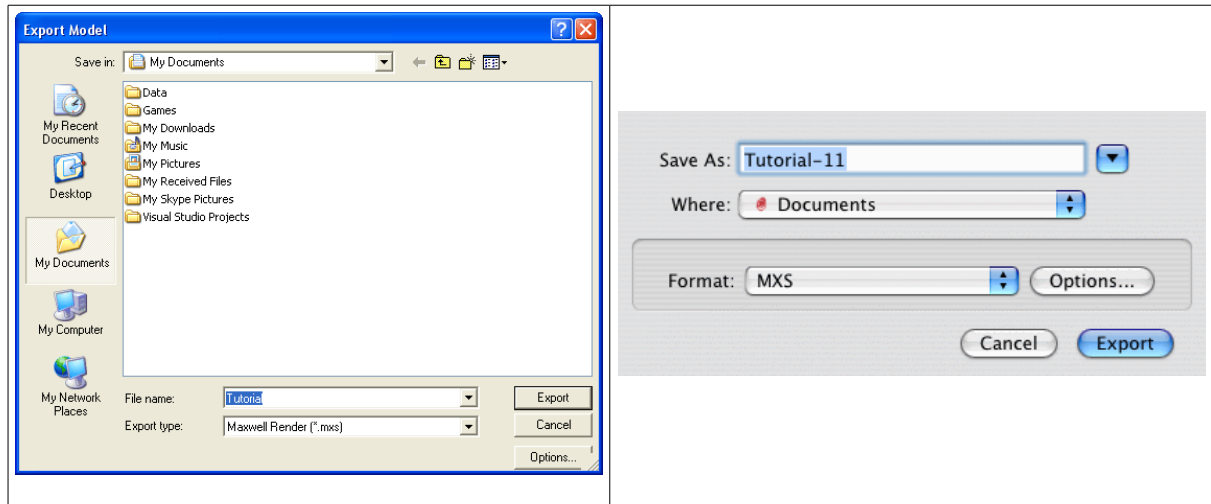 Export Model
Save in: My Documents
My Recent Documents
Desktop
My Documents
My Computer
My Network Places
Data
Games
My Downloads
My Music
My Pictures
My Received Files
My Skype Pictures
Visual Studio Projects
File name: Tutorial
Export
Export type: Maxwell Render (*.mxs)
Cancel
Options...
Save As: Tutorial-11
Where: Documents
Format: MXS
Options...
Cancel
Export